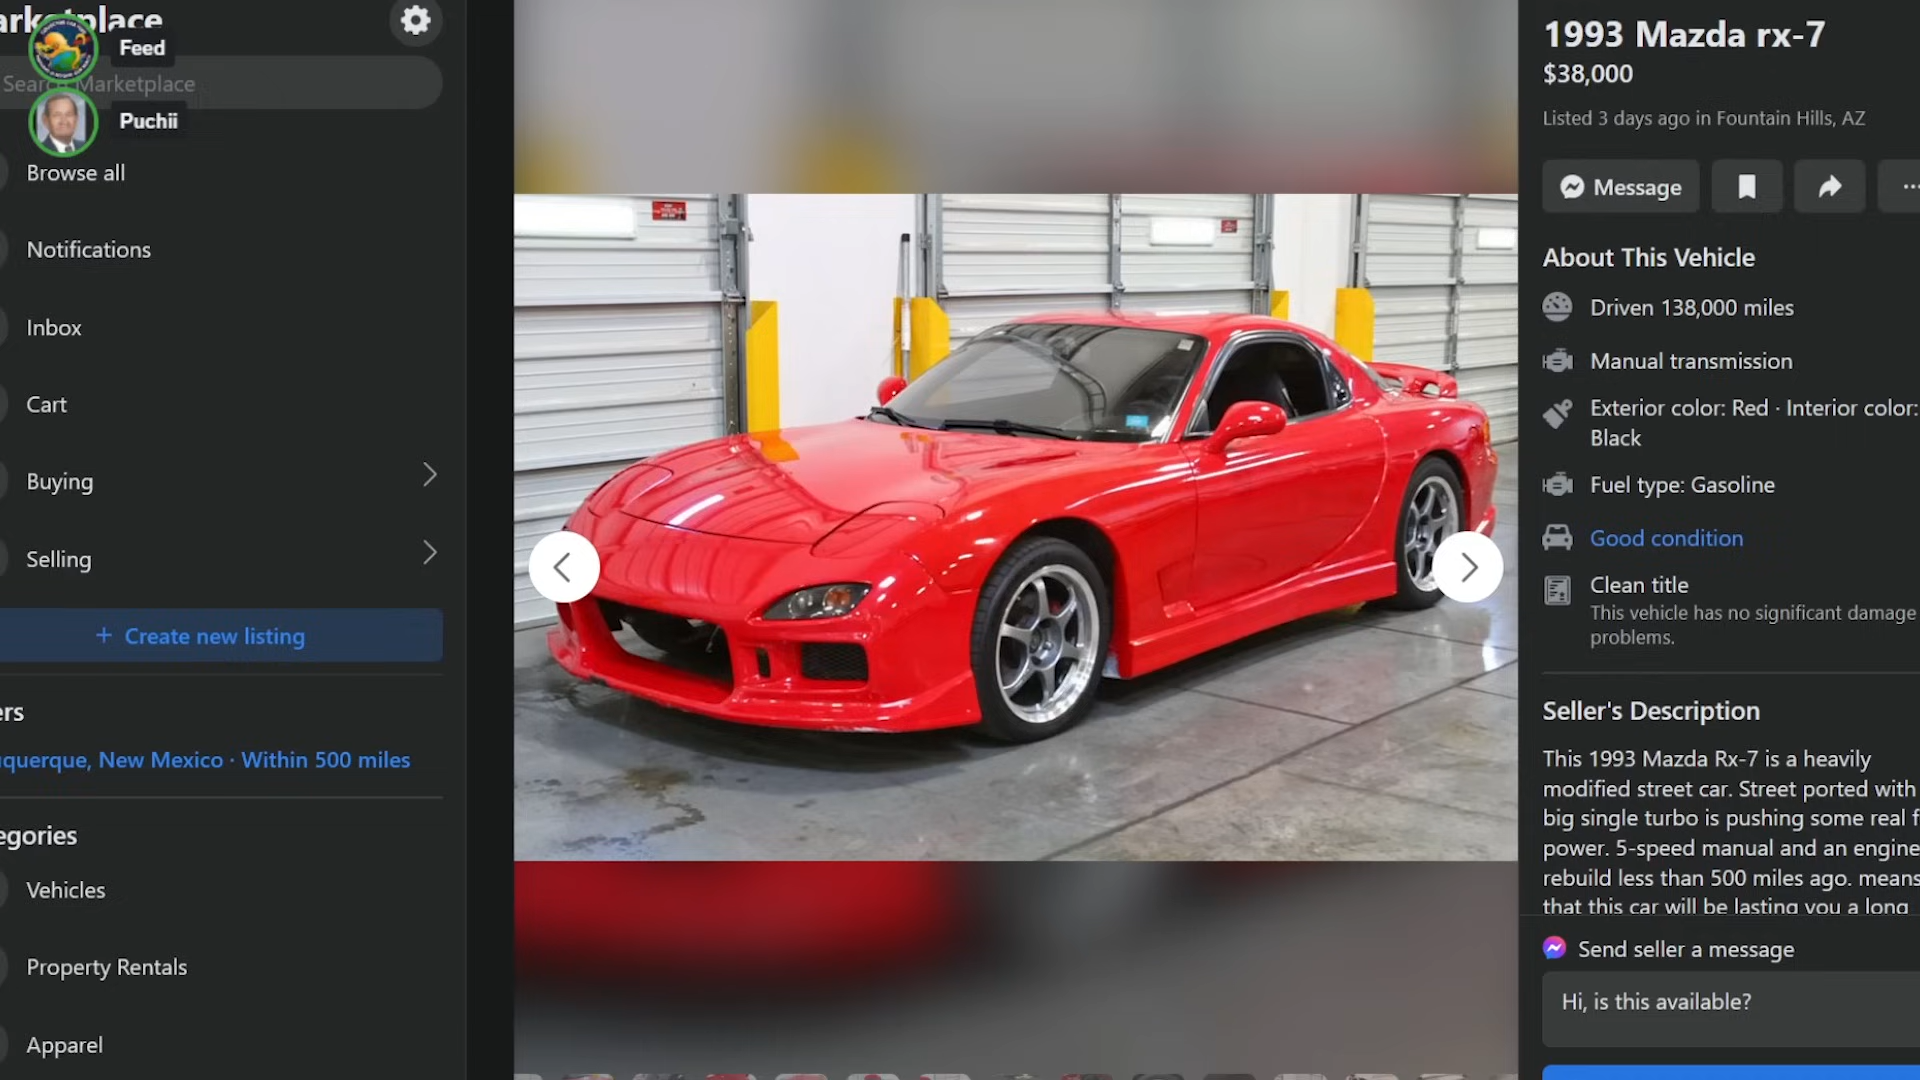 arketplace
Feed
Search Marketplace
Puchii
Browse all
Notifications
Inbox
Cart
Buying
Selling
+ Create new listing
ers
querque, New Mexico · Within 500 miles
egories
Vehicles
Property Rentals
Apparel
1993 Mazda rx-7
$38,000
Listed 3 days ago in Fountain Hills, AZ
Message
About This Vehicle
Driven 138,000 miles
Manual transmission
Exterior color: Red · Interior color:
Black
Fuel type: Gasoline
Good condition
Clean title
This vehicle has no significant damage
problems.
Seller's Description
This 1993 Mazda Rx-7 is a heavily
modified street car. Street ported with
big single turbo is pushing some real f
power. 5-speed manual and an engine
rebuild less than 500 miles ago. means
that this car will be lasting you a long
Send seller a message
Hi, is this available?